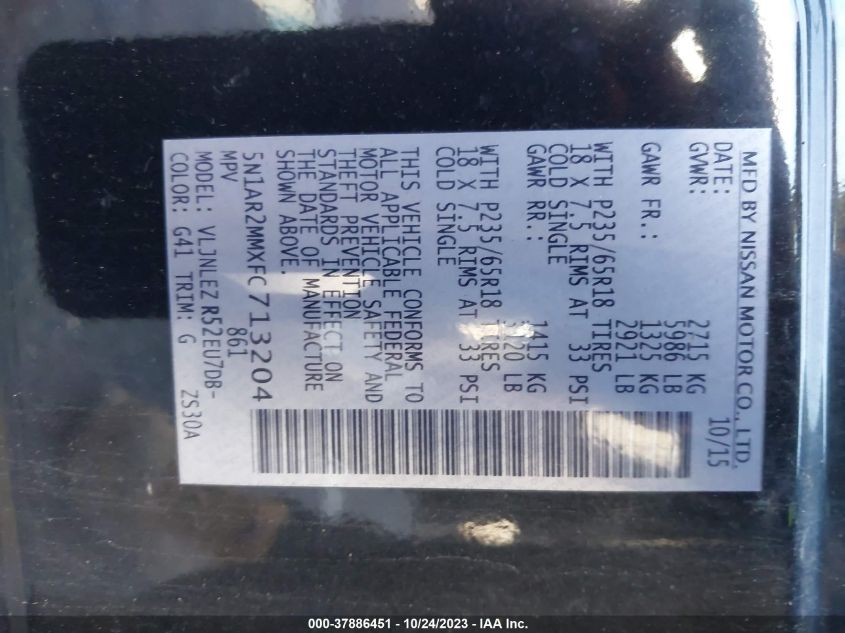 MFD BY NISSAN MOTOR CO., LTD.
DATE: 10/15
GVWR: 2715 KG
5986 LB
GAWR FR.: 1325 KG
2921 LB
WITH P235/65R18 TIRES
18 X 7.5 RIMS AT 33 PSI
COLD SINGLE
GAWR RR.: 1415 KG
3120 LB
WITH P235/65R18 TIRES
18 X 7.5 RIMS AT 33 PSI
COLD SINGLE
THIS VEHICLE CONFORMS TO
ALL APPLICABLE FEDERAL
MOTOR VEHICLE SAFETY AND
THEFT PREVENTION
STANDARDS IN EFFECT ON
THE DATE OF MANUFACTURE
SHOWN ABOVE.
5N1AR2MMXFC713204
MPV 861
MODEL: VLJNLEZ R52EU7DB-
COLOR: G41 TRIM: G ZS30A
000-37886451 - 10/24/2023 - IAA Inc.